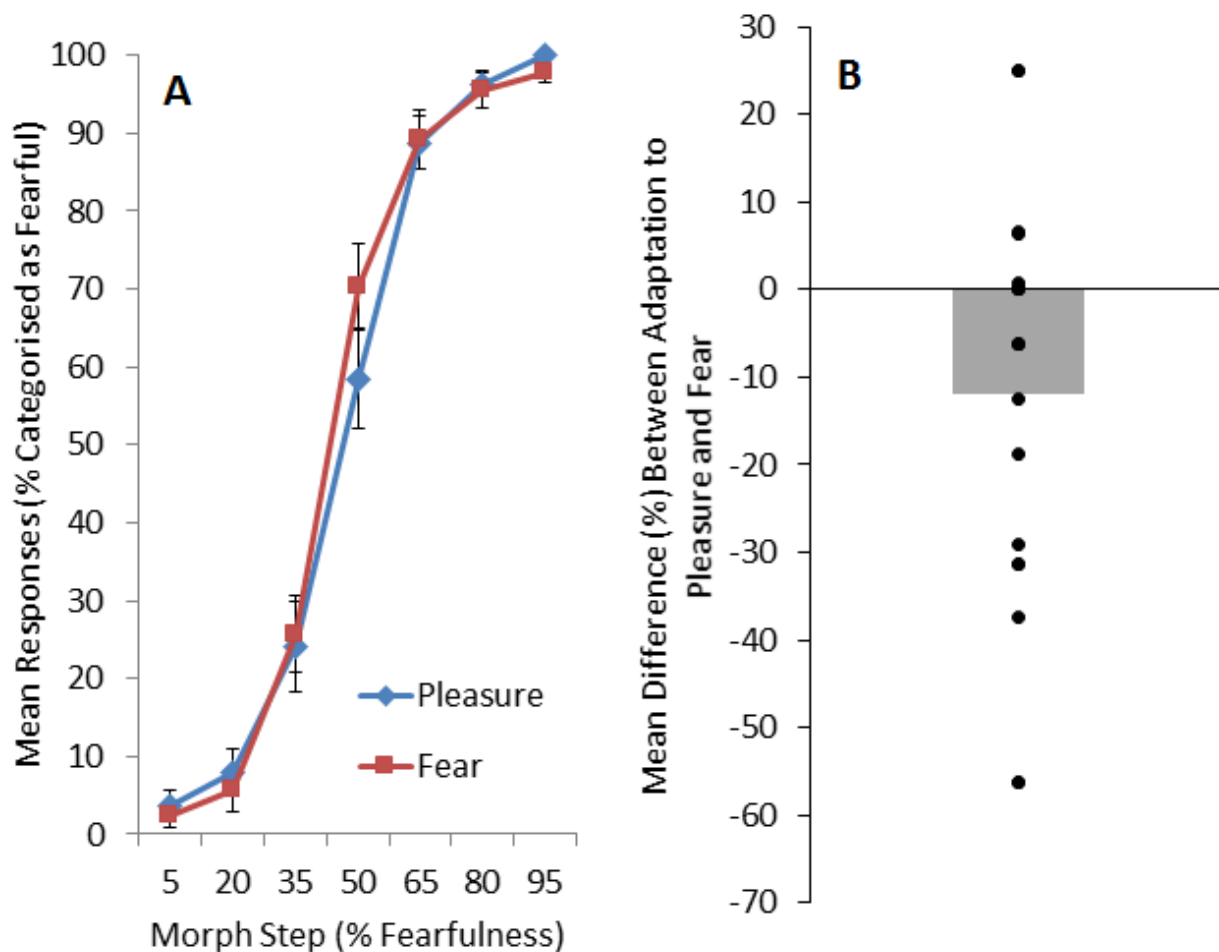 A
Mean Responses (% Categorised as Fearful)
100
90
80
70
60
50
40
30
20
10
0
Pleasure
Fear
5 20 35 50 65 80 95
Morph Step (% Fearfulness)
B
Mean Difference (%) Between Adaptation to
Pleasure and Fear
30
20
10
0
-10
-20
-30
-40
-50
-60
-70